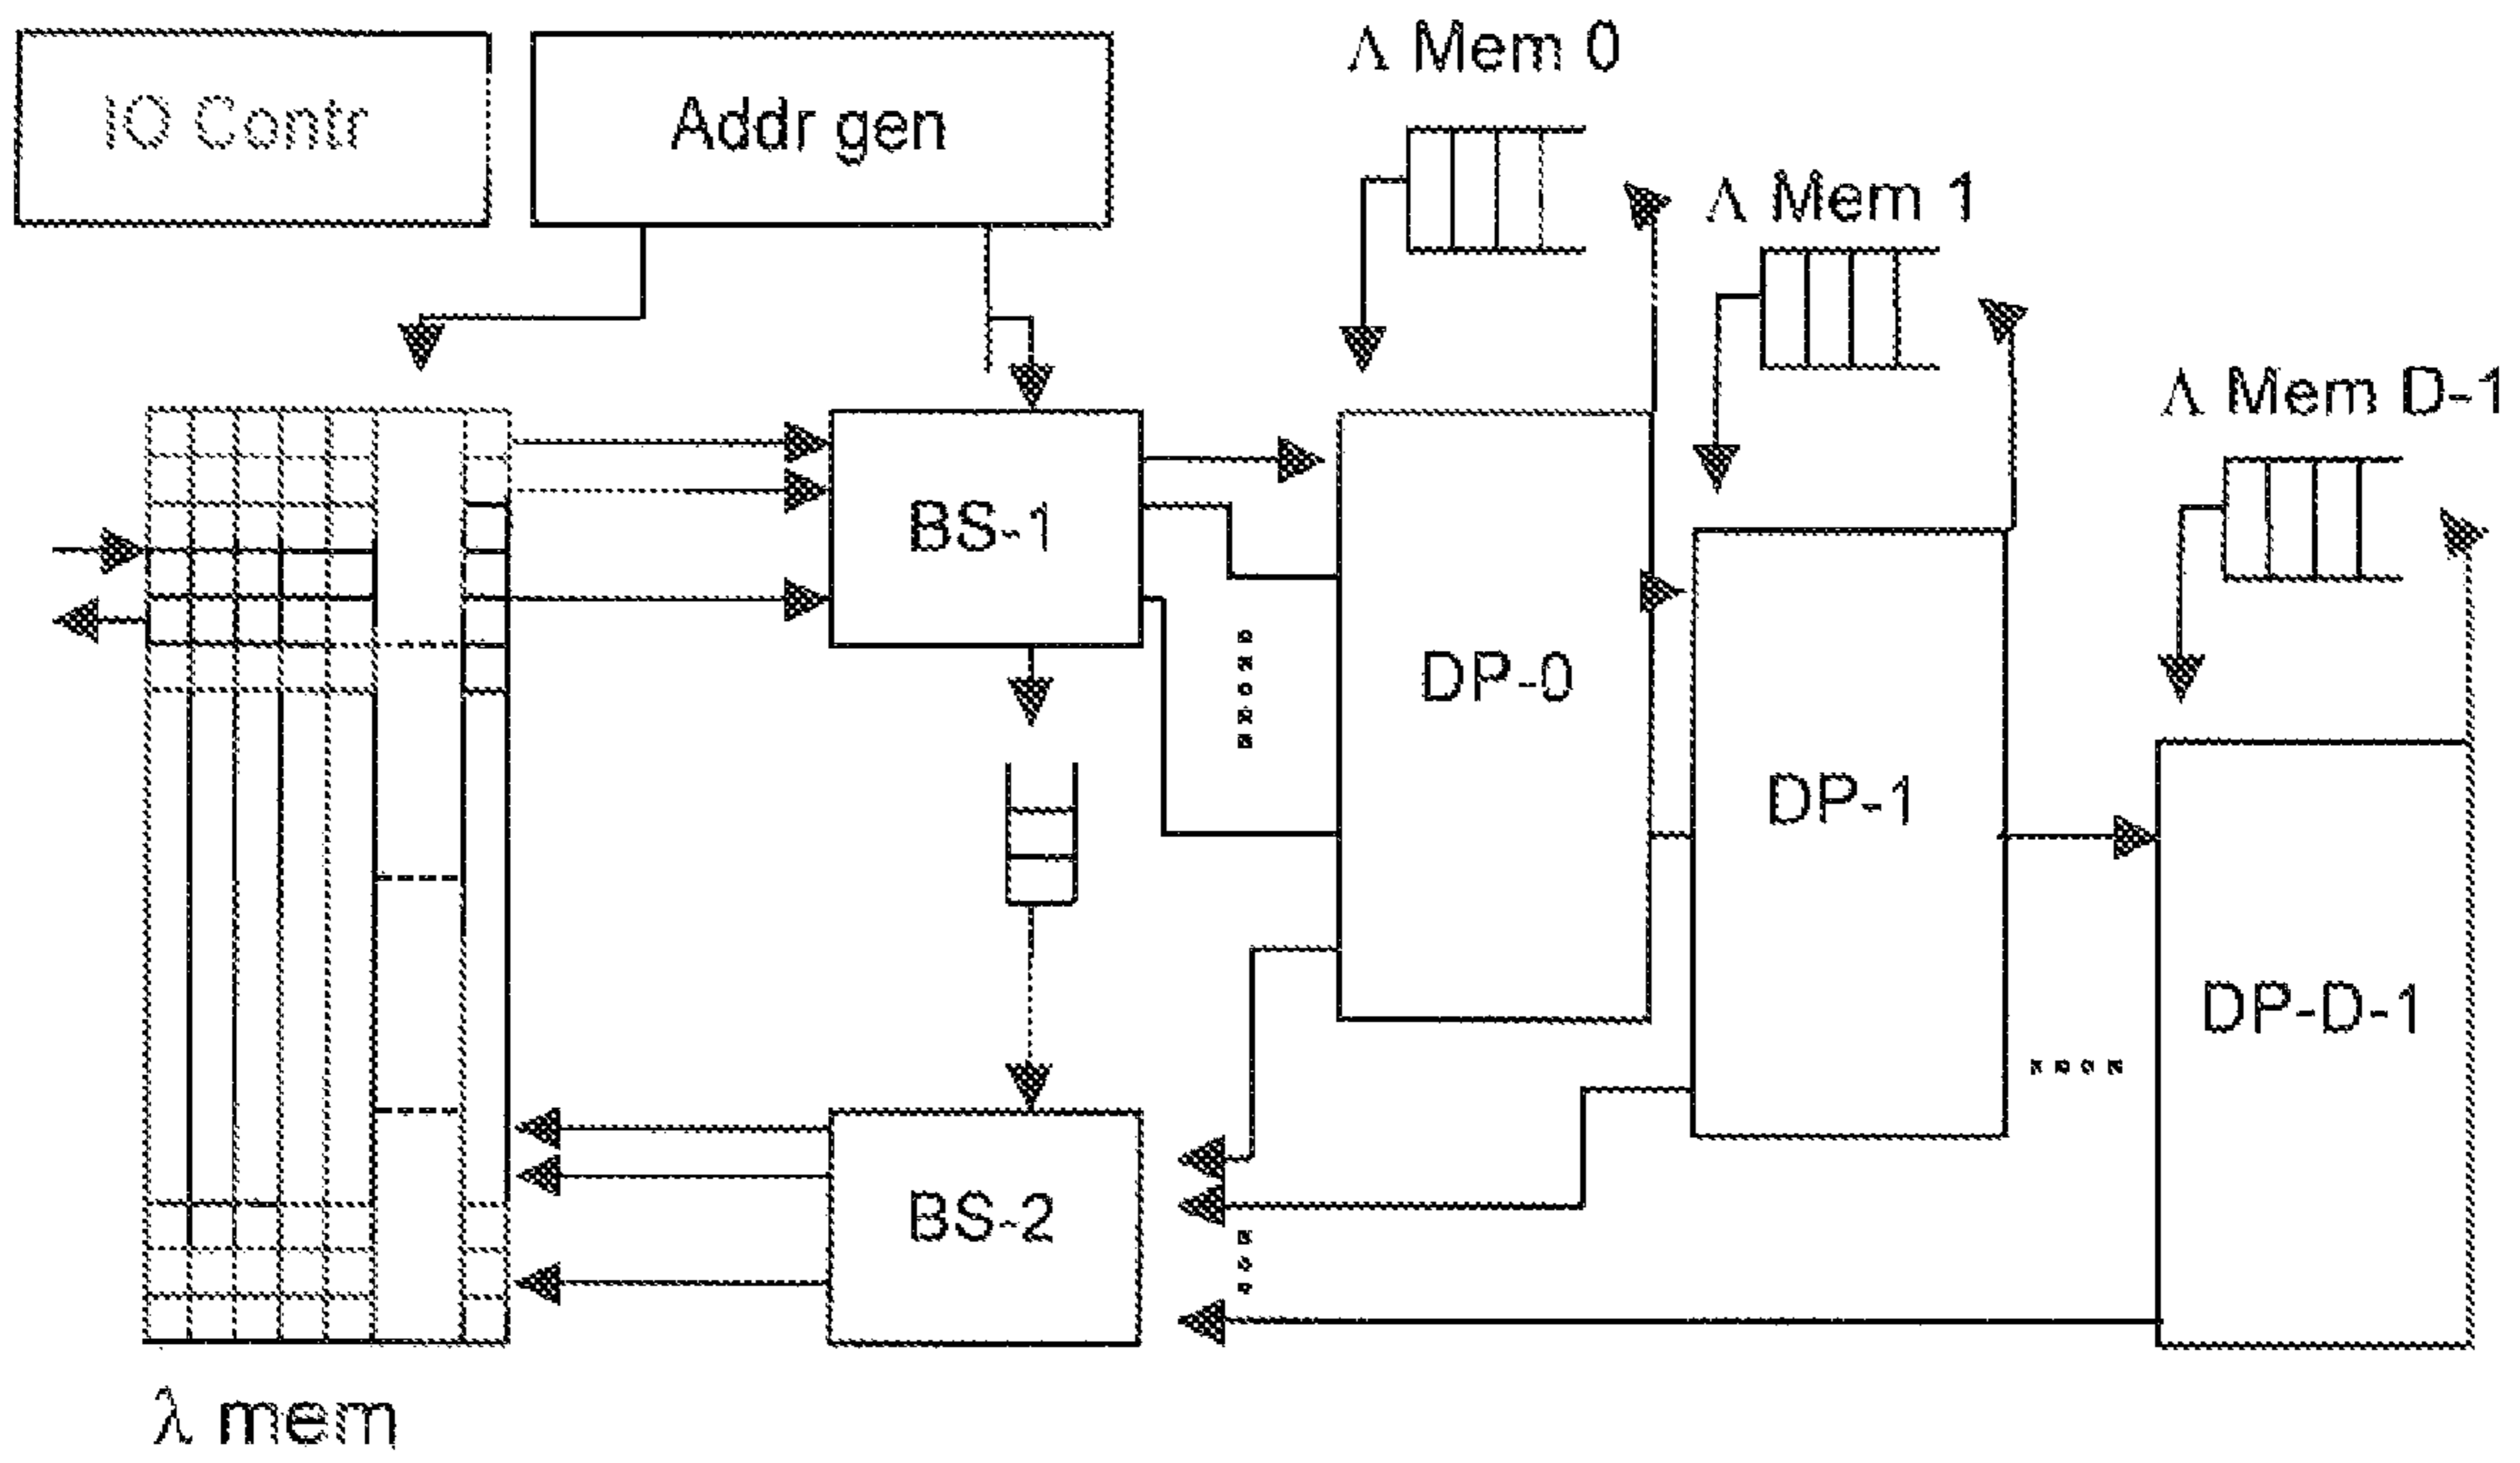 IO Contr
Addr gen
Λ Mem 0
Λ Mem 1
Λ Mem D-1
BS-1
DP-0
DP-1
DP-D-1
BS-2
λ mem